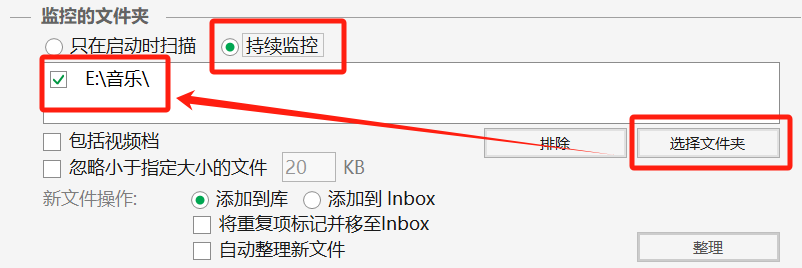 监控的文件夹
只在启动时扫描 持续监控
E:\音乐\
包括视频档 排除 选择文件夹
忽略小于指定大小的文件 20 KB
新文件操作: 添加到库 添加到 Inbox
将重复项标记并移至Inbox
自动整理新文件 整理